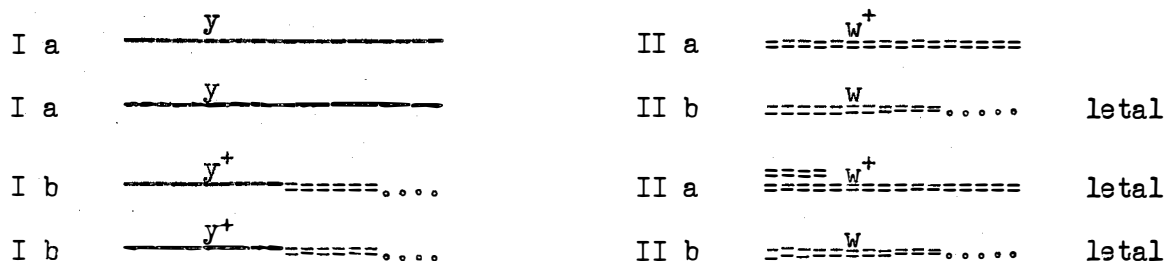 y w⁺
I a II a
y w
I a II b letal
y⁺ w⁺
I b II a letal
y⁺ w
I b II b letal